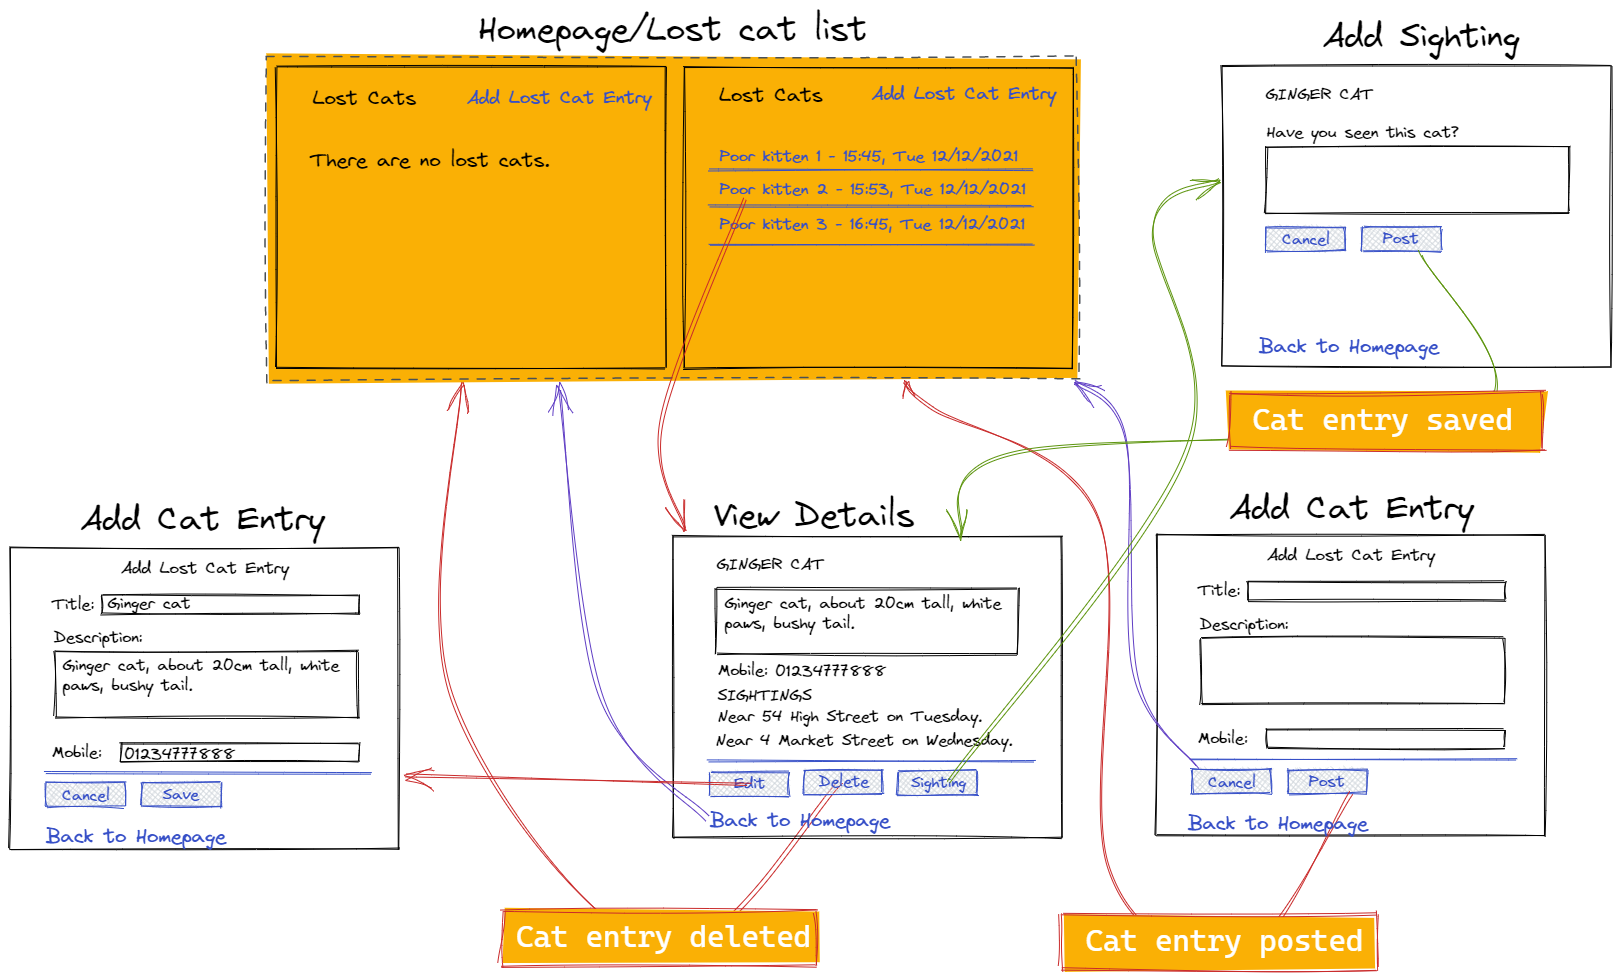 Homepage/Lost cat list
Lost Cats
Add Lost Cat Entry
There are no lost cats.
Lost Cats
Add Lost Cat Entry
Poor kitten 1 - 15:45, Tue 12/12/2021
Poor kitten 2 - 15:53, Tue 12/12/2021
Poor kitten 3 - 16:45, Tue 12/12/2021
Add Sighting
GINGER CAT
Have you seen this cat?
Cancel
Post
Back to Homepage
Cat entry saved
Add Cat Entry
Add Lost Cat Entry
Title: Ginger cat
Description:
Ginger cat, about 20cm tall, white
paws, bushy tail.
Mobile: 01234777888
Cancel
Save
Back to Homepage
View Details
GINGER CAT
Ginger cat, about 20cm tall, white
paws, bushy tail.
Mobile: 01234777888
SIGHTINGS
Near 54 High Street on Tuesday.
Near 4 Market Street on Wednesday.
Edit
Delete
Sighting
Back to Homepage
Add Cat Entry
Add Lost Cat Entry
Title:
Description:
Mobile:
Cancel
Post
Back to Homepage
Cat entry deleted
Cat entry posted